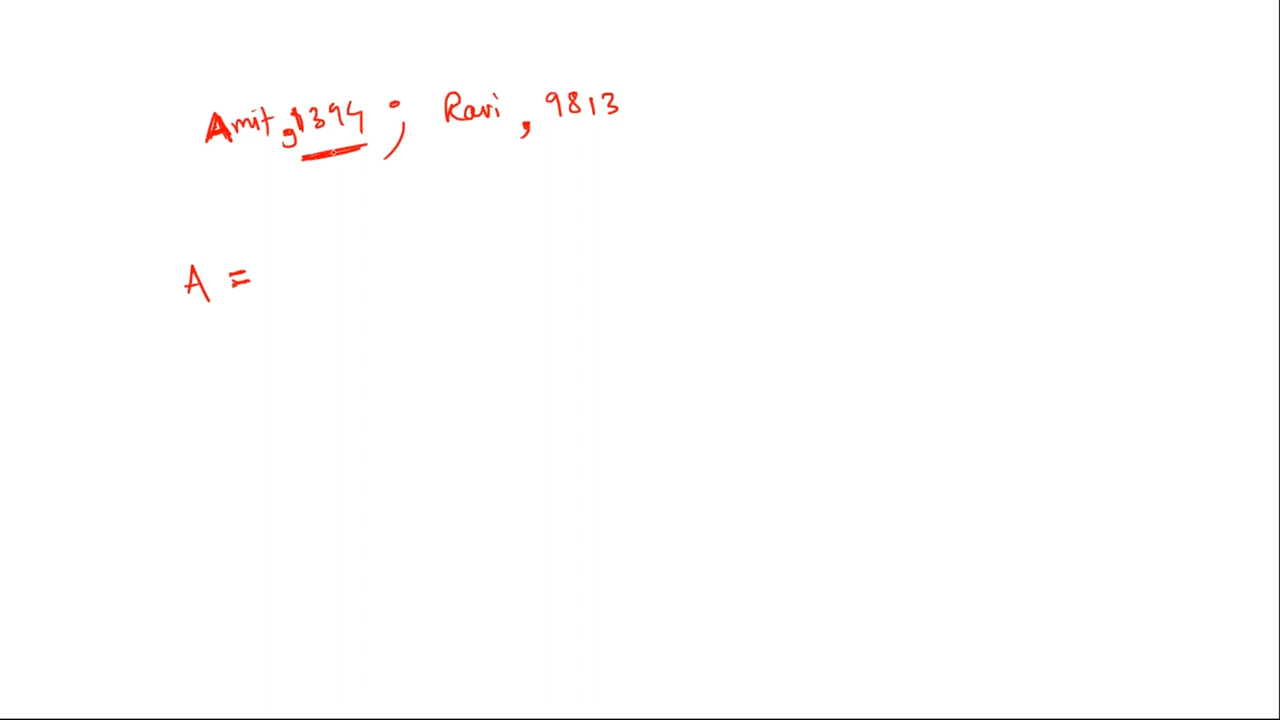 Amit,1394; Ravi, 9813
A =